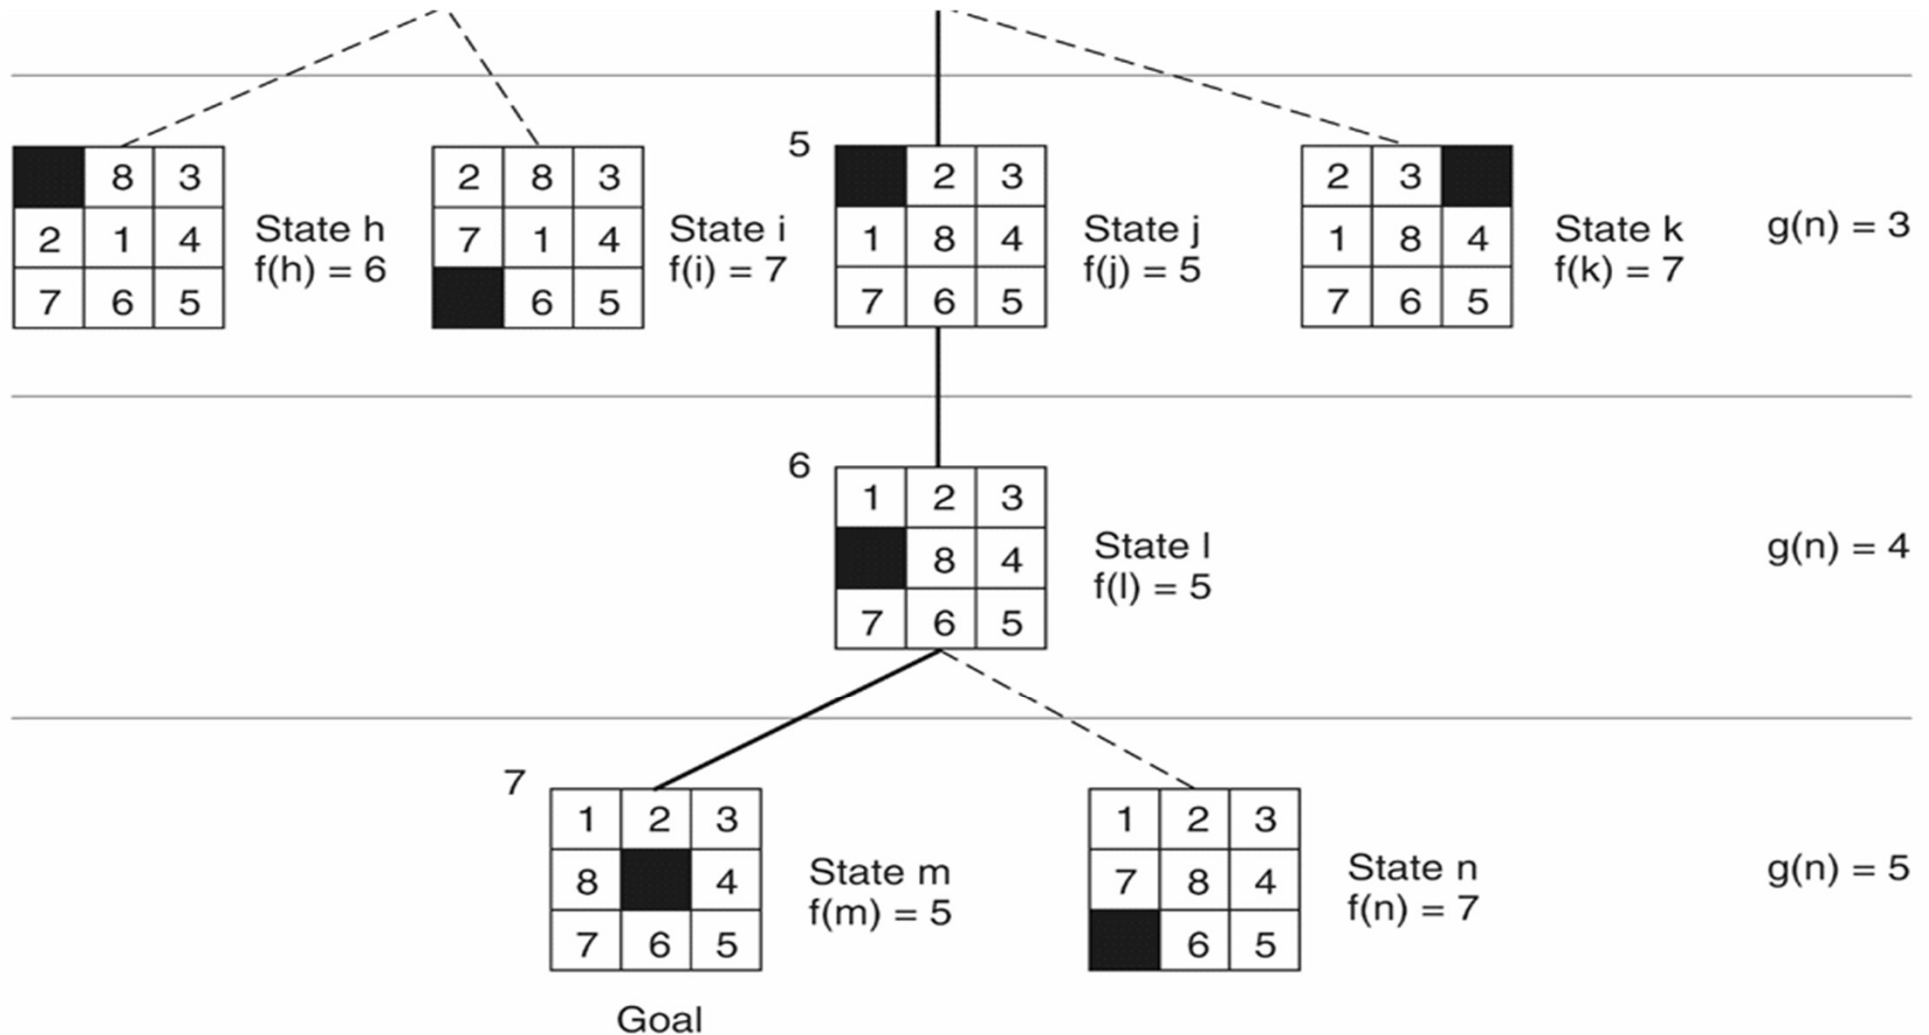 5
8 3
2 1 4
7 6 5
State h
f(h) = 6
2 8 3
7 1 4
6 5
State i
f(i) = 7
2 3
1 8 4
7 6 5
State j
f(j) = 5
2 3
1 8 4
7 6 5
State k
f(k) = 7
g(n) = 3
6
1 2 3
8 4
7 6 5
State l
f(l) = 5
g(n) = 4
7
1 2 3
8 4
7 6 5
State m
f(m) = 5
Goal
1 2 3
7 8 4
6 5
State n
f(n) = 7
g(n) = 5